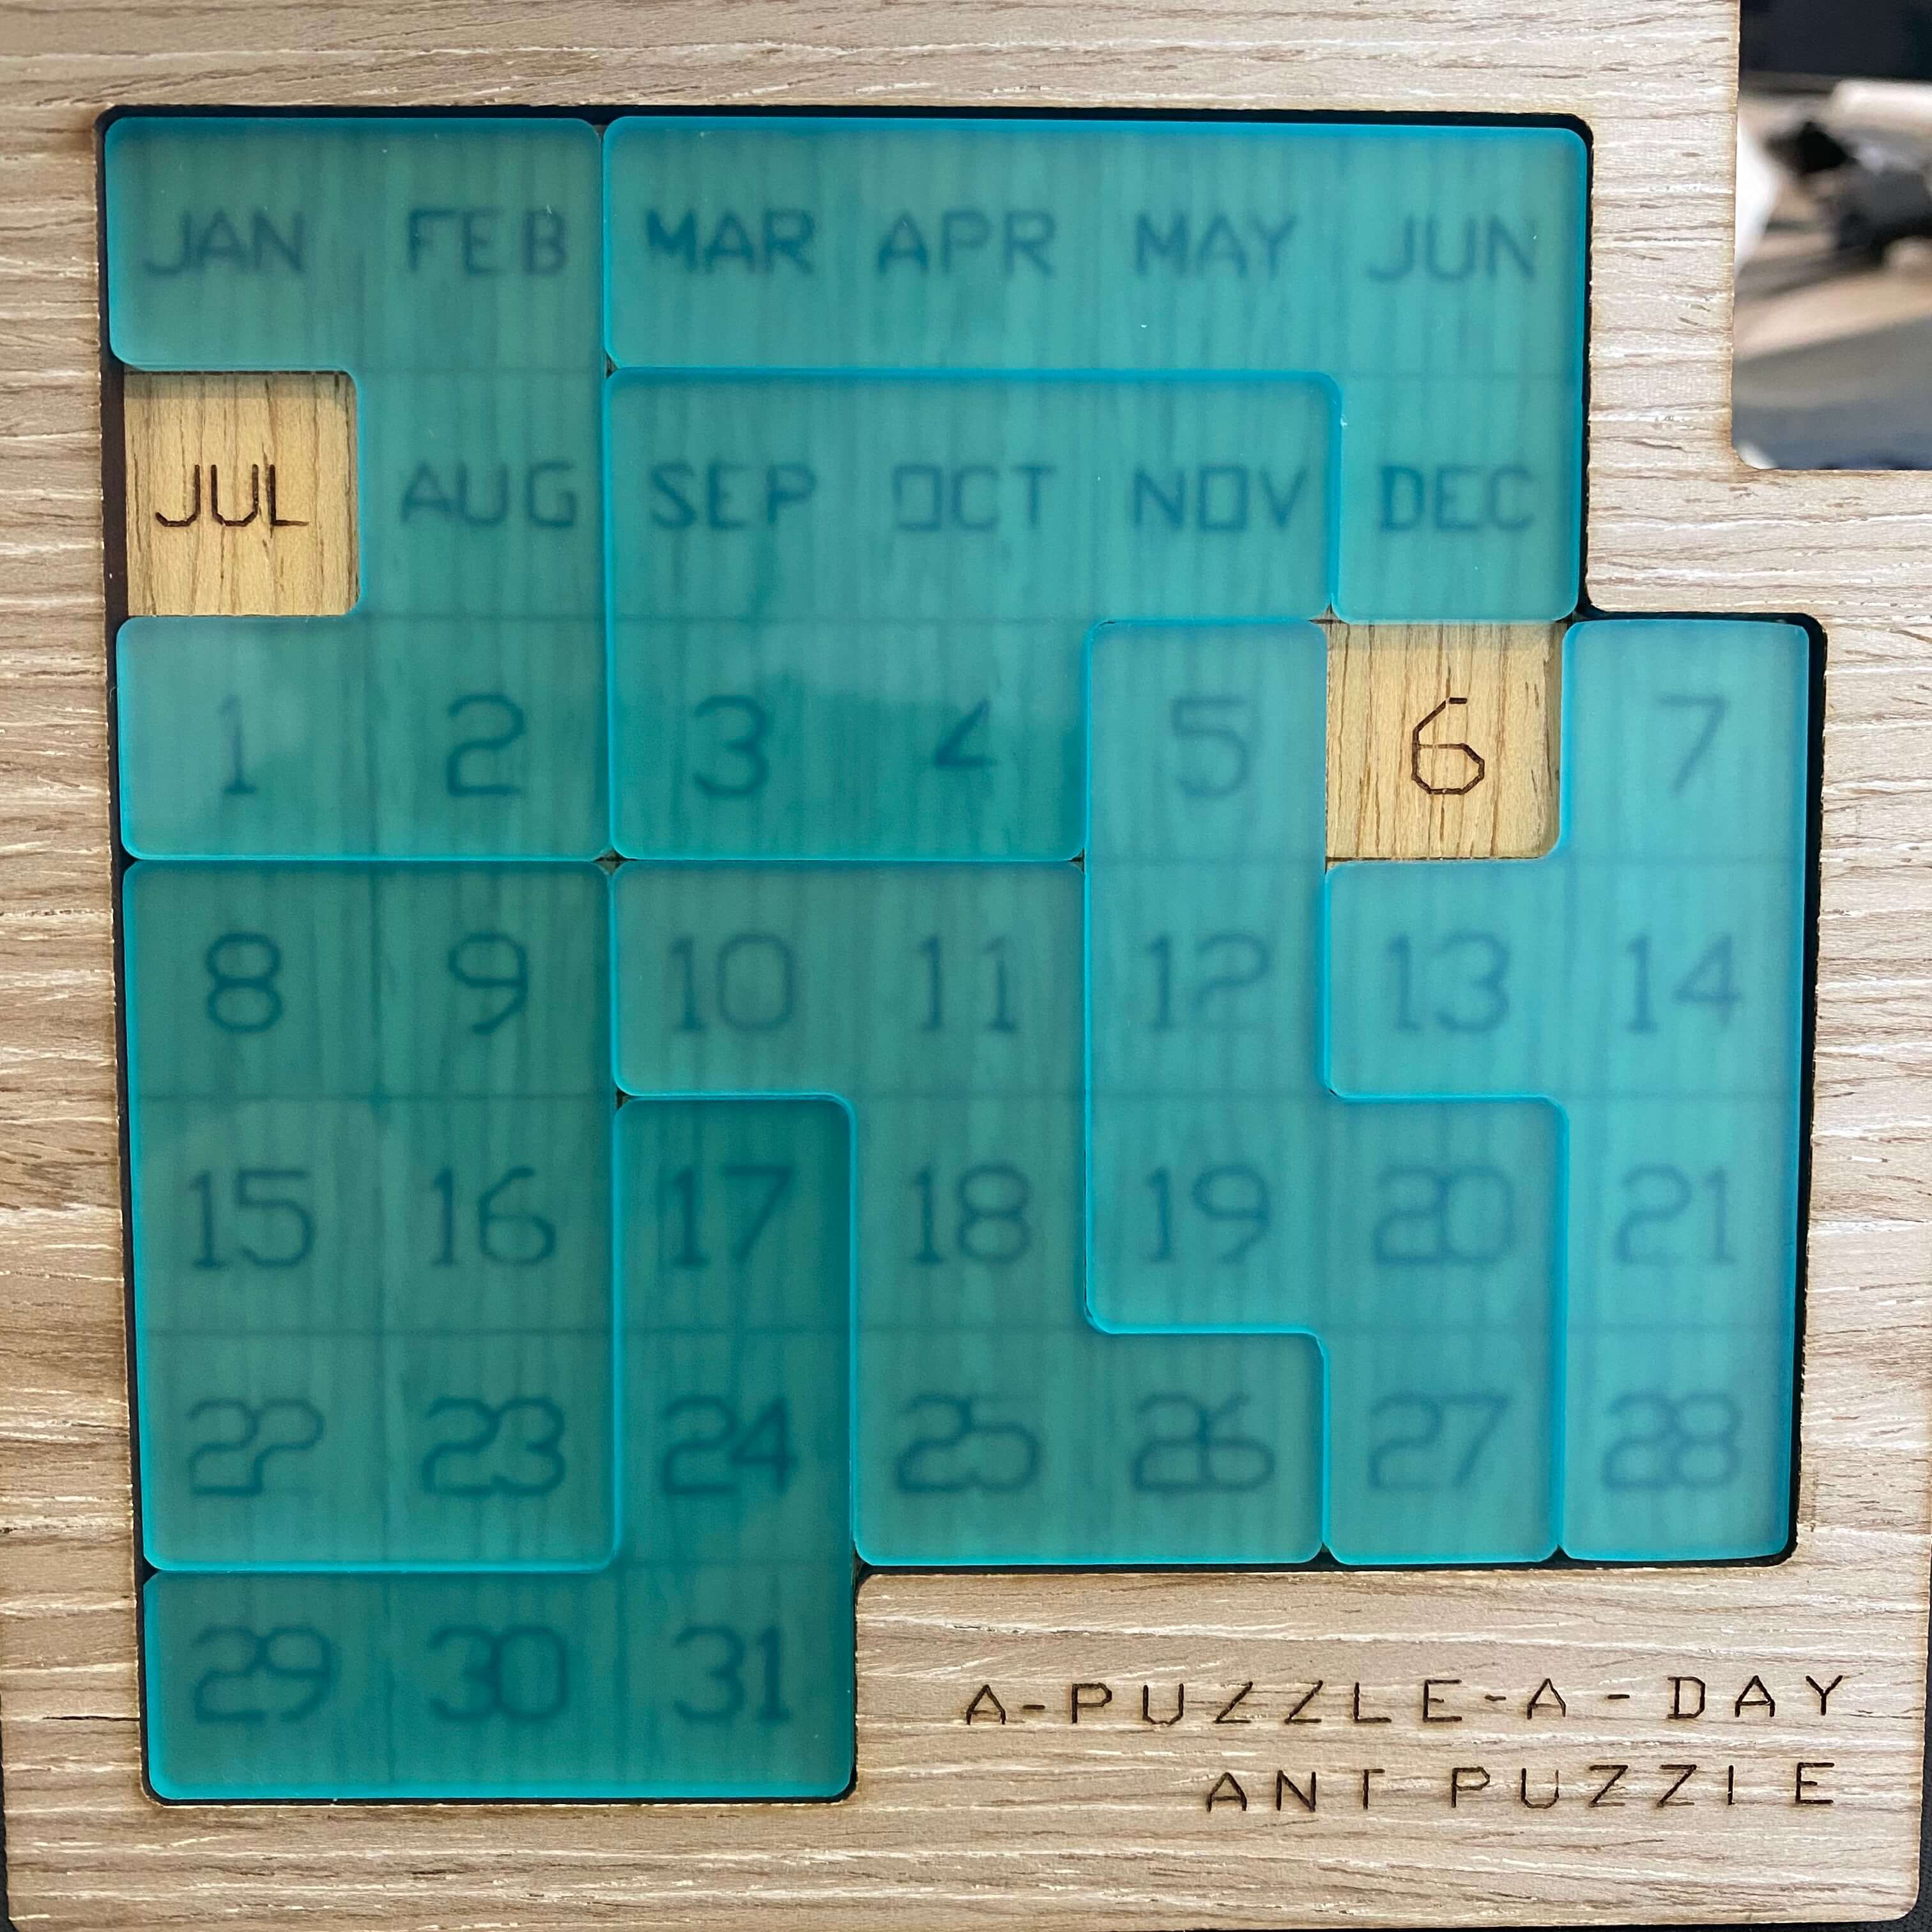 JAN FEB MAR APR MAY JUN
JUL AUG SEP OCT NOV DEC
1 2 3 4 5 6 7
8 9 10 11 12 13 14
15 16 17 18 19 20 21
22 23 24 25 26 27 28
29 30 31
A-PUZZLE-A-DAY
ANT PUZZLE